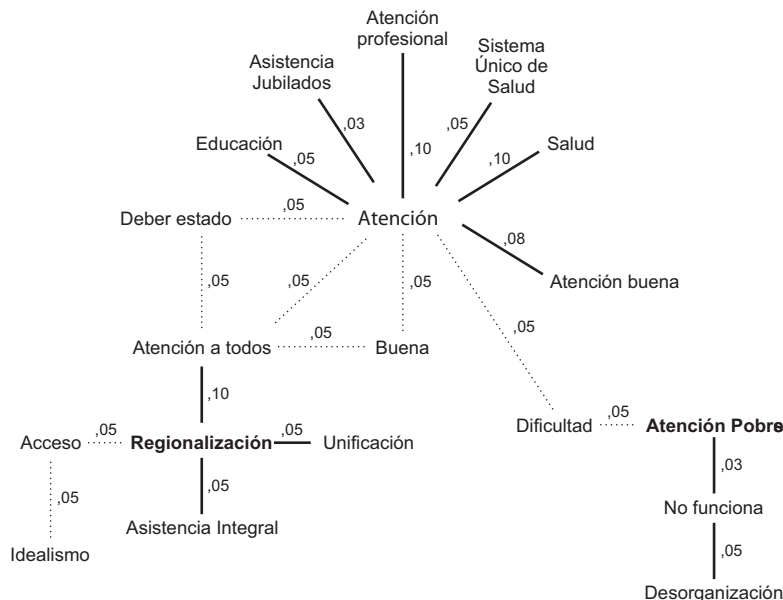 Atención
profesional
Asistencia
Jubilados
Sistema
Único de
Salud
,03
,10
,05
Educación
,05
,10
Salud
Deber estado
,05
Atención
,08
,05
,05
,05
,05
Atención buena
Atención a todos
,05
Buena
,10
Dificultad
,05
Atención Pobre
Acceso
,05
Regionalización
,05
Unificación
,03
,05
,05
No funciona
Asistencia Integral
,05
Idealismo
Desorganización